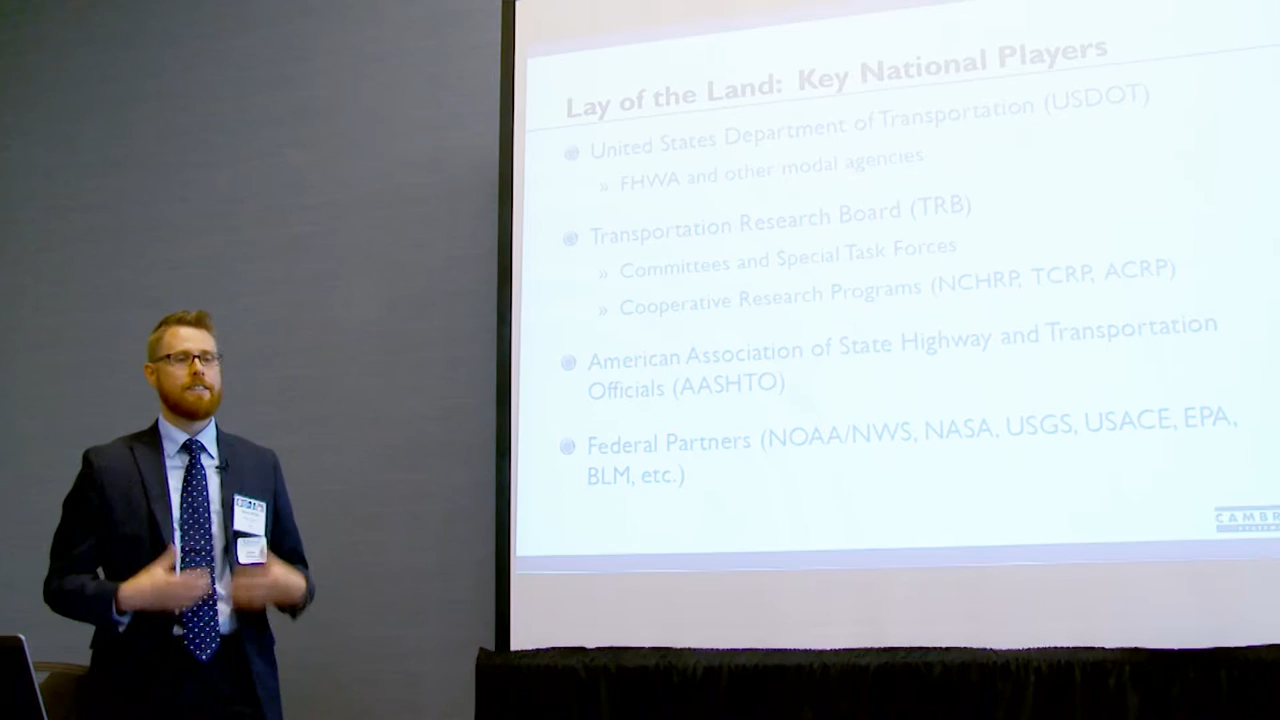 Lay of the Land: Key National Players
United States Department of Transportation (USDOT)
» FHWA and other modal agencies
Transportation Research Board (TRB)
» Committees and Special Task Forces
» Cooperative Research Programs (NCHRP, TCRP, ACRP)
American Association of State Highway and Transportation
Officials (AASHTO)
Federal Partners (NOAA/NWS, NASA, USGS, USACE, EPA,
BLM, etc.)
CAMBR